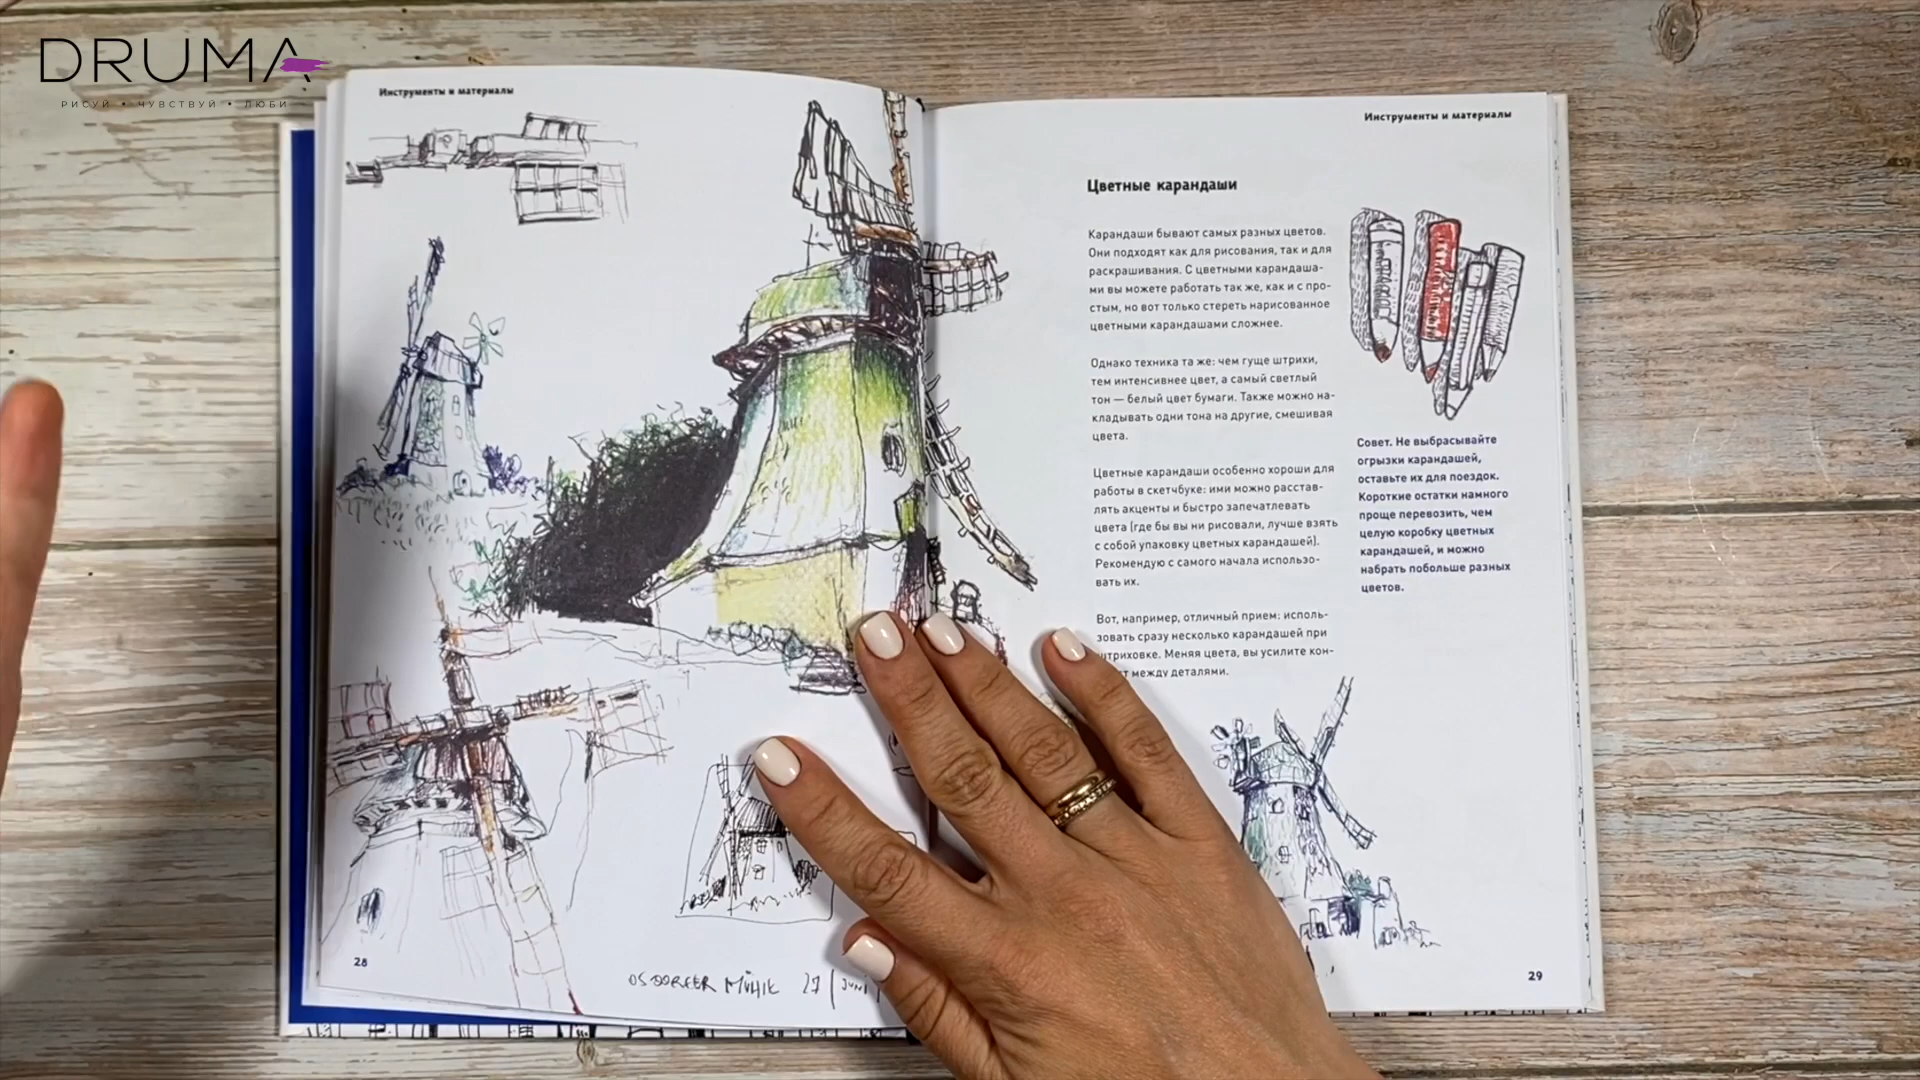 DRUMA
РИСУЙ • ЧУВСТВУЙ • ЛЮБИ
Инструменты и материалы
28
Инструменты и материалы
Цветные карандаши
Карандаши бывают самых разных цветов.
Они подходят как для рисования, так и для
раскрашивания. С цветными карандаша-
ми вы можете работать так же, как и с про-
стым, но вот только стереть нарисованное
цветными карандашами сложнее.
Однако техника та же: чем гуще штрихи,
тем интенсивнее цвет, а самый светлый
тон — белый цвет бумаги. Также можно на-
кладывать одни тона на другие, смешивая
цвета.
Цветные карандаши особенно хороши для
работы в скетчбуке: ими можно расстав-
лять акценты и быстро запечатлевать
цвета (где бы вы ни рисовали, лучше взять
с собой упаковку цветных карандашей).
Рекомендую с самого начала использо-
вать их.
Вот, например, отличный прием: исполь-
зовать сразу несколько карандашей при
штриховке. Меняя цвета, вы усилите кон-
между деталями.
Совет. Не выбрасывайте
огрызки карандашей,
оставьте их для поездок.
Короткие остатки намного
проще перевозить, чем
целую коробку цветных
карандашей, и можно
набрать побольше разных
цветов.
29